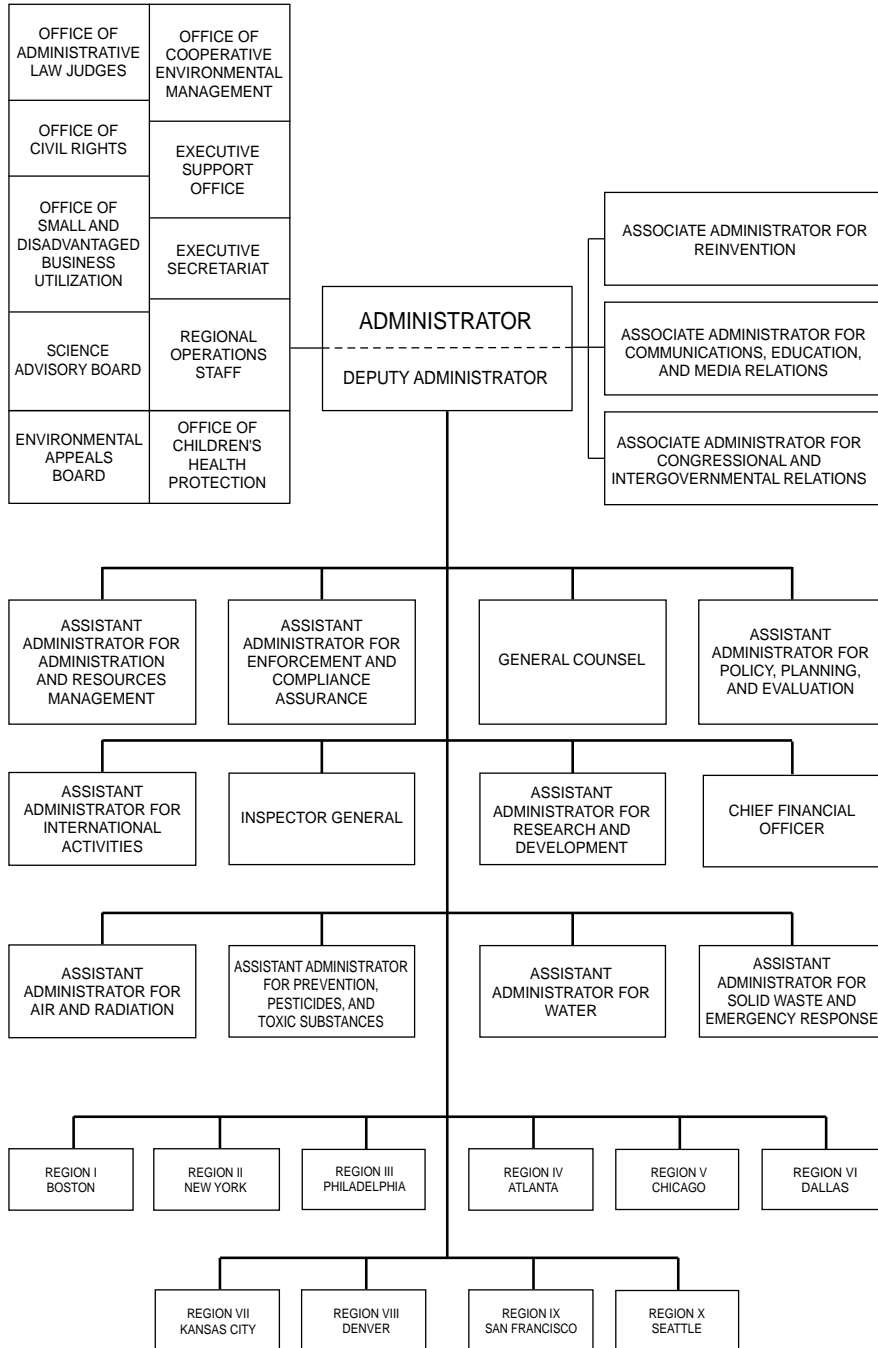 OFFICE OF
ADMINISTRATIVE
LAW JUDGES
OFFICE OF
CIVIL RIGHTS
OFFICE OF
SMALL AND
DISADVANTAGED
BUSINESS
UTILIZATION
SCIENCE
ADVISORY BOARD
ENVIRONMENTAL
APPEALS
BOARD
OFFICE OF
COOPERATIVE
ENVIRONMENTAL
MANAGEMENT
EXECUTIVE
SUPPORT
OFFICE
EXECUTIVE
SECRETARIAT
REGIONAL
OPERATIONS
STAFF
OFFICE OF
CHILDREN'S
HEALTH
PROTECTION
ADMINISTRATOR
DEPUTY ADMINISTRATOR
ASSOCIATE ADMINISTRATOR FOR
REINVENTION
ASSOCIATE ADMINISTRATOR FOR
COMMUNICATIONS, EDUCATION,
AND MEDIA RELATIONS
ASSOCIATE ADMINISTRATOR FOR
CONGRESSIONAL AND
INTERGOVERNMENTAL RELATIONS
ASSISTANT
ADMINISTRATOR FOR
ADMINISTRATION
AND RESOURCES
MANAGEMENT
ASSISTANT
ADMINISTRATOR FOR
ENFORCEMENT AND
COMPLIANCE
ASSURANCE
GENERAL COUNSEL
ASSISTANT
ADMINISTRATOR FOR
POLICY, PLANNING,
AND EVALUATION
ASSISTANT
ADMINISTRATOR FOR
INTERNATIONAL
ACTIVITIES
INSPECTOR GENERAL
ASSISTANT
ADMINISTRATOR FOR
RESEARCH AND
DEVELOPMENT
CHIEF FINANCIAL
OFFICER
ASSISTANT
ADMINISTRATOR FOR
AIR AND RADIATION
ASSISTANT ADMINISTRATOR
FOR PREVENTION,
PESTICIDES, AND
TOXIC SUBSTANCES
ASSISTANT
ADMINISTRATOR FOR
WATER
ASSISTANT
ADMINISTRATOR FOR
SOLID WASTE AND
EMERGENCY RESPONSE
REGION I
BOSTON
REGION II
NEW YORK
REGION III
PHILADELPHIA
REGION IV
ATLANTA
REGION V
CHICAGO
REGION VI
DALLAS
REGION VII
KANSAS CITY
REGION VIII
DENVER
REGION IX
SAN FRANCISCO
REGION X
SEATTLE